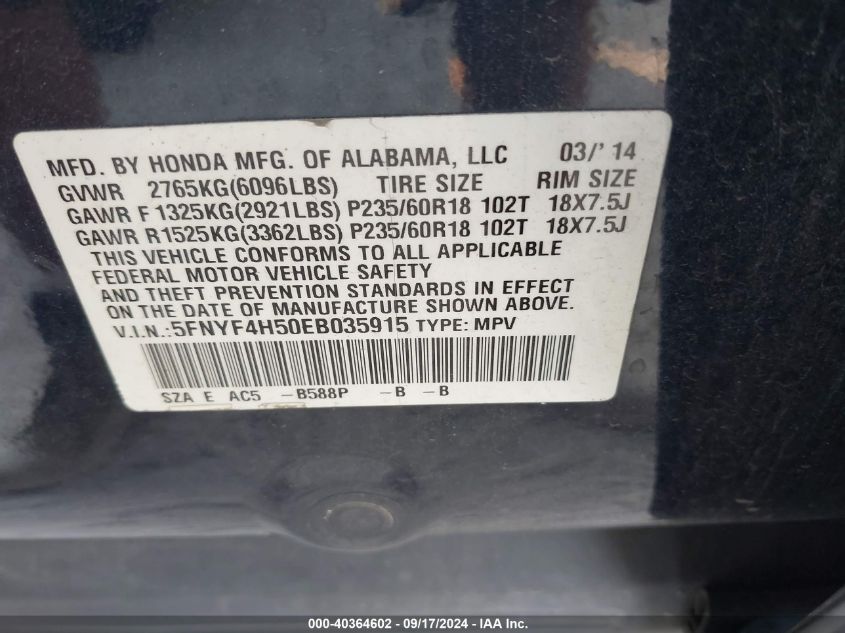 MFD. BY HONDA MFG. OF ALABAMA, LLC 03/' 14
GVWR 2765KG(6096LBS) TIRE SIZE RIM SIZE
GAWR F 1325KG(2921LBS) P235/60R18 102T 18X7.5J
GAWR R1525KG(3362LBS) P235/60R18 102T 18X7.5J
THIS VEHICLE CONFORMS TO ALL APPLICABLE
FEDERAL MOTOR VEHICLE SAFETY
AND THEFT PREVENTION STANDARDS IN EFFECT
ON THE DATE OF MANUFACTURE SHOWN ABOVE.
V.I.N.:5FNYF4H50EB035915 TYPE: MPV
SZA E AC5 -B588P -B -B
000-40364602 / 09/17/2024 - IAA Inc.